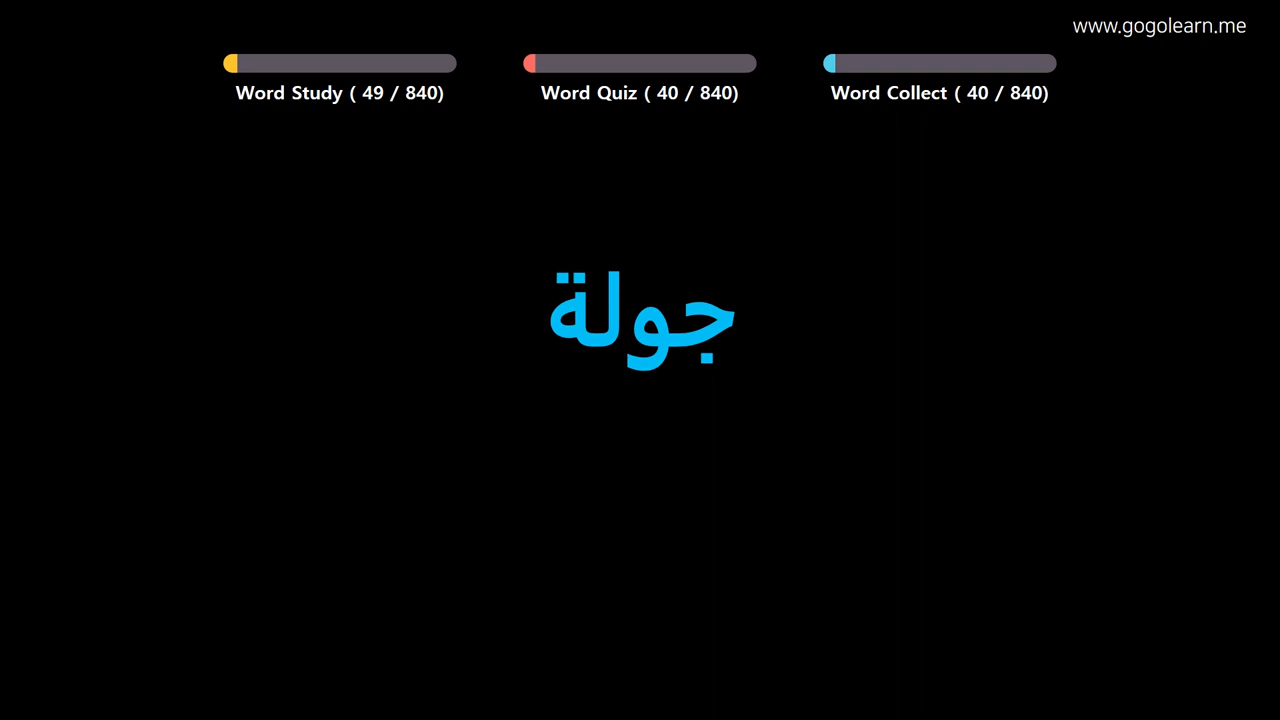 www.gogolearn.me
Word Study ( 49 / 840)
Word Quiz ( 40 / 840)
Word Collect ( 40 / 840)
جولة